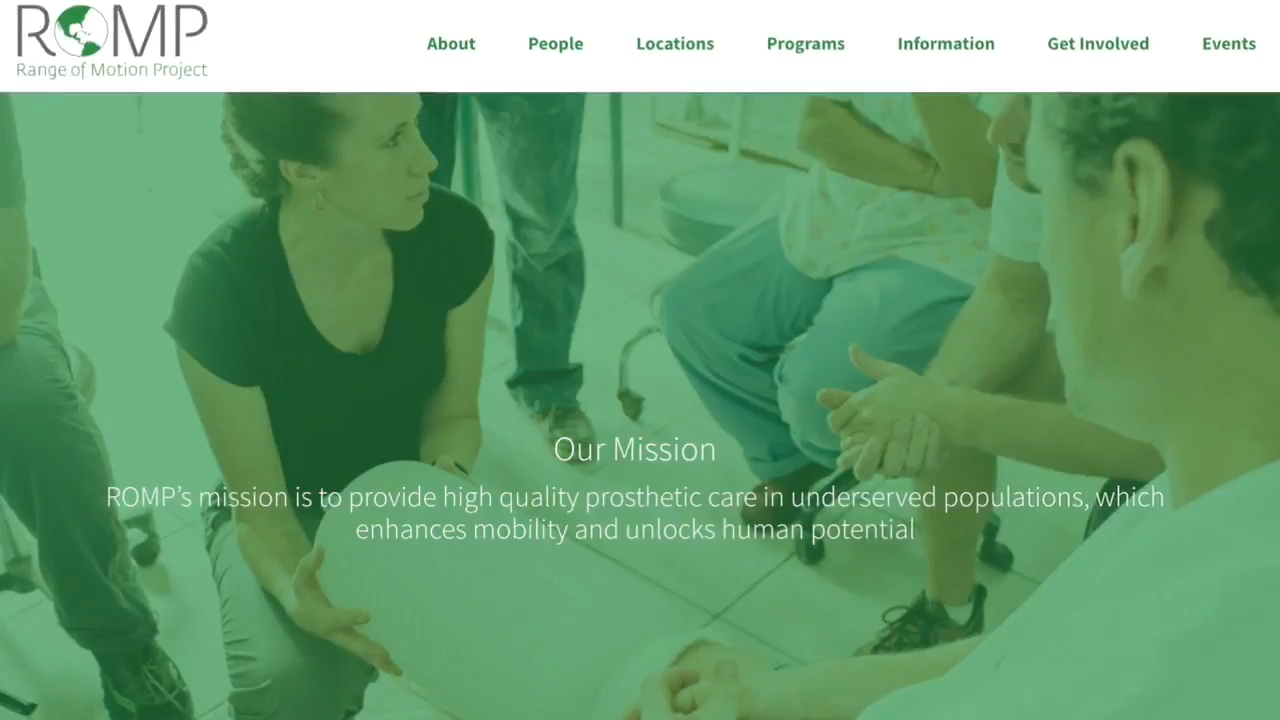 ROMP
Range of Motion Project
About People Locations Programs Information Get Involved Events
Our Mission
ROMP’s mission is to provide high quality prosthetic care in underserved populations, which
enhances mobility and unlocks human potential